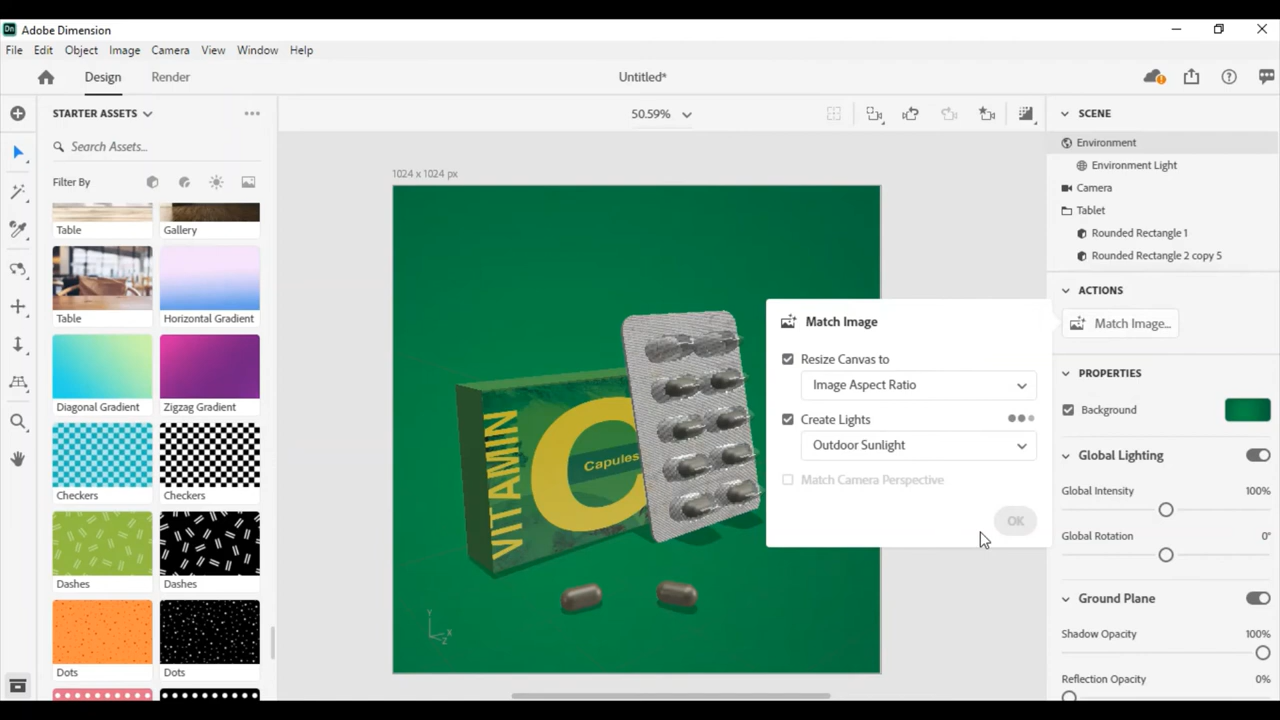 Dn Adobe Dimension
File Edit Object Image Camera View Window Help
Design Render Untitled*
STARTER ASSETS
50.59%
SCENE
Search Assets...
Environment
Environment Light
1024 x 1024 px
Filter By
Camera
Tablet
Table Gallery
Rounded Rectangle 1
Rounded Rectangle 2 copy 5
ACTIONS
Table Horizontal Gradient
Match Image
Match Image...
Resize Canvas to
PROPERTIES
Image Aspect Ratio
Diagonal Gradient Zigzag Gradient
Background
Create Lights
Outdoor Sunlight
Global Lighting
VITAMIN
C
Capules
Match Camera Perspective
Global Intensity 100%
Checkers Checkers
OK
Global Rotation 0°
Dashes Dashes
Ground Plane
Y
X
Z
Shadow Opacity 100%
Dots Dots
Reflection Opacity 0%